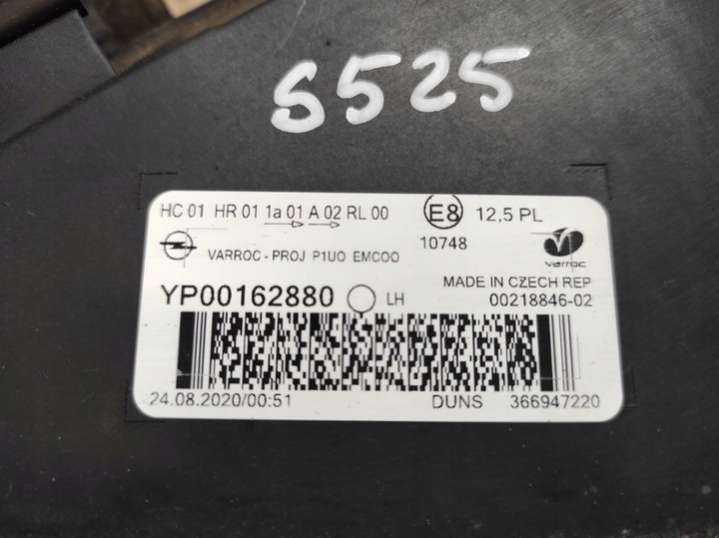 S525
HC 01 HR 01 1a 01 A 02 RL 00
E8 12,5 PL
10748
VARROC - PROJ P1UO EMCOO
varroc
MADE IN CZECH REP
YP00162880 LH 00218846-02
24.08.2020/00:51 DUNS 366947220